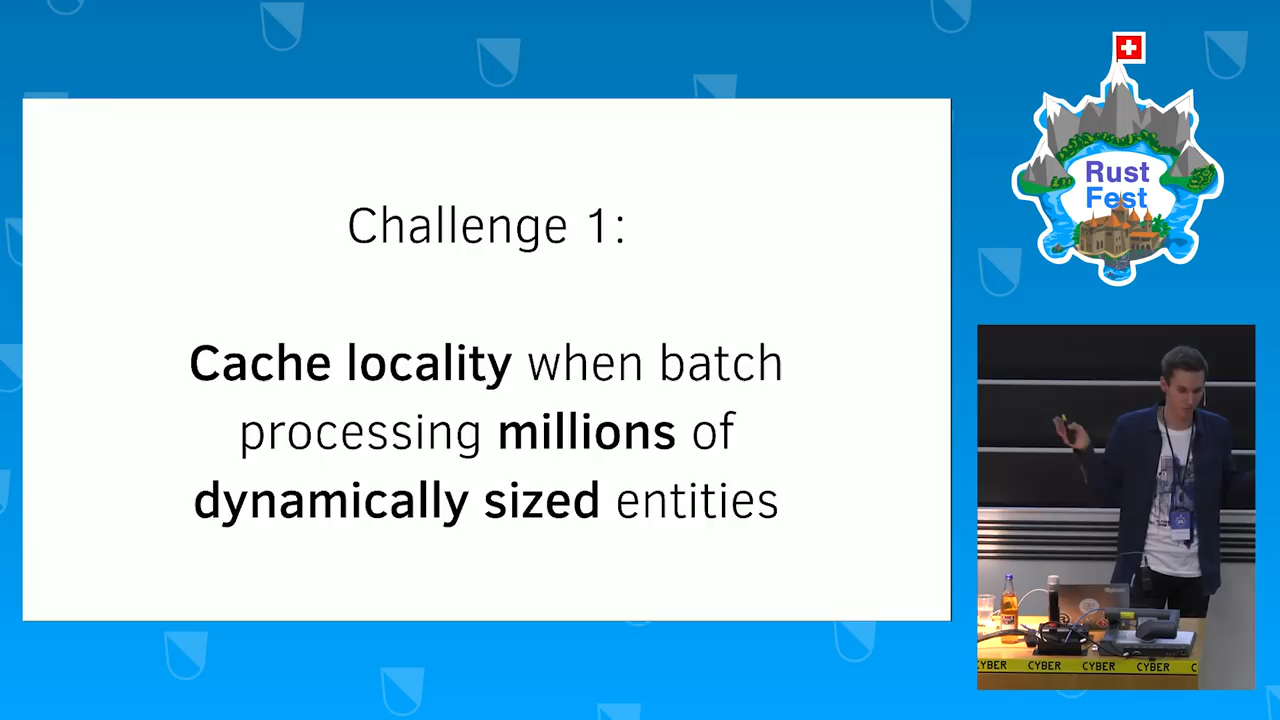 Challenge 1:
Cache locality when batch
processing millions of
dynamically sized entities
Rust
Fest
CYBER
CYBER
CYBER
CYBER